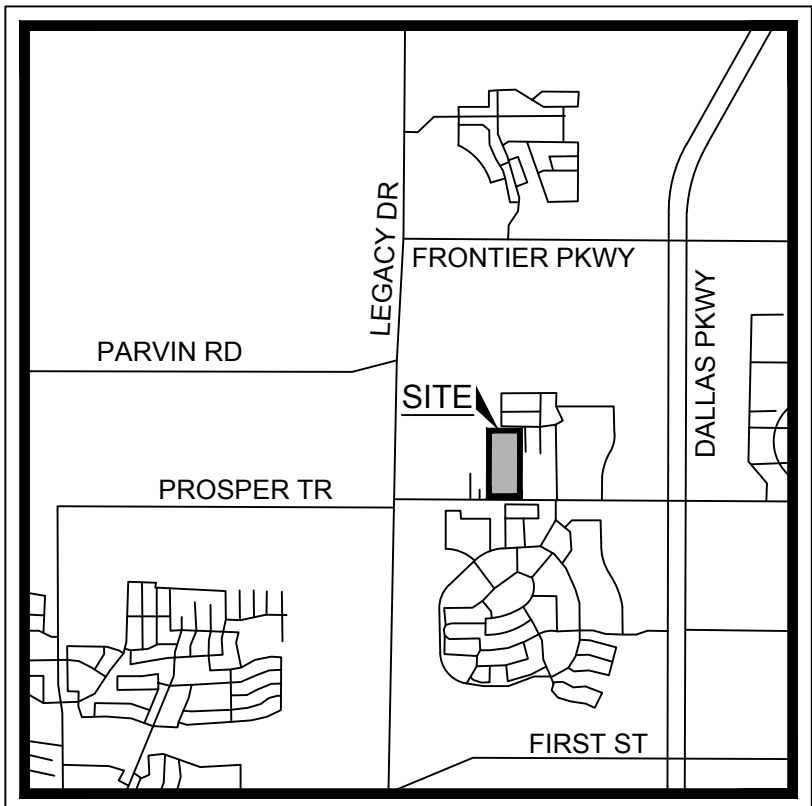 LEGACY DR
FRONTIER PKWY
DALLAS PKWY
PARVIN RD
SITE
PROSPER TR
FIRST ST